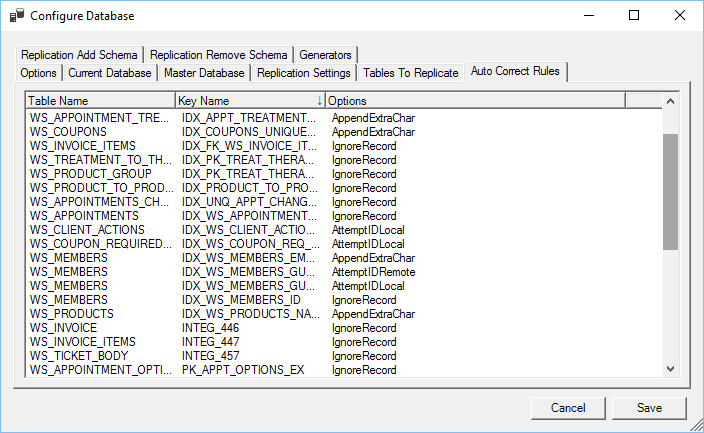 Configure Database
Replication Add Schema Replication Remove Schema Generators
Options Current Database Master Database Replication Settings Tables To Replicate Auto Correct Rules
Table Name Key Name Options
WS_APPOINTMENT_TRE... IDX_APPT_TREATMENT... AppendExtraChar
WS_COUPONS IDX_COUPONS_UNIQUE... AppendExtraChar
WS_INVOICE_ITEMS IDX_FK_WS_INVOICE_IT... IgnoreRecord
WS_TREATMENT_TO_TH... IDX_PK_TREAT_THERA... IgnoreRecord
WS_PRODUCT_GROUP IDX_PK_TREAT_THERA... IgnoreRecord
WS_PRODUCT_TO_PROD... IDX_PRODUCT_TO_PRO... IgnoreRecord
WS_APPOINTMENTS_CH... IDX_UNQ_APPT_CHANG... IgnoreRecord
WS_APPOINTMENTS IDX_WS_APPOINTMENT... IgnoreRecord
WS_CLIENT_ACTIONS IDX_WS_CLIENT_ACTIO... AttemptIDLocal
WS_COUPON_REQUIRED... IDX_WS_COUPON_REQ_... AttemptIDLocal
WS_MEMBERS IDX_WS_MEMBERS_EM... AppendExtraChar
WS_MEMBERS IDX_WS_MEMBERS_GU... AttemptIDRemote
WS_MEMBERS IDX_WS_MEMBERS_GU... AttemptIDLocal
WS_MEMBERS IDX_WS_MEMBERS_ID IgnoreRecord
WS_PRODUCTS IDX_WS_PRODUCTS_NA... AppendExtraChar
WS_INVOICE INTEG_446 IgnoreRecord
WS_INVOICE_ITEMS INTEG_447 IgnoreRecord
WS_TICKET_BODY INTEG_457 IgnoreRecord
WS_APPOINTMENT_OPTI... PK_APPT_OPTIONS_EX IgnoreRecord
Cancel Save